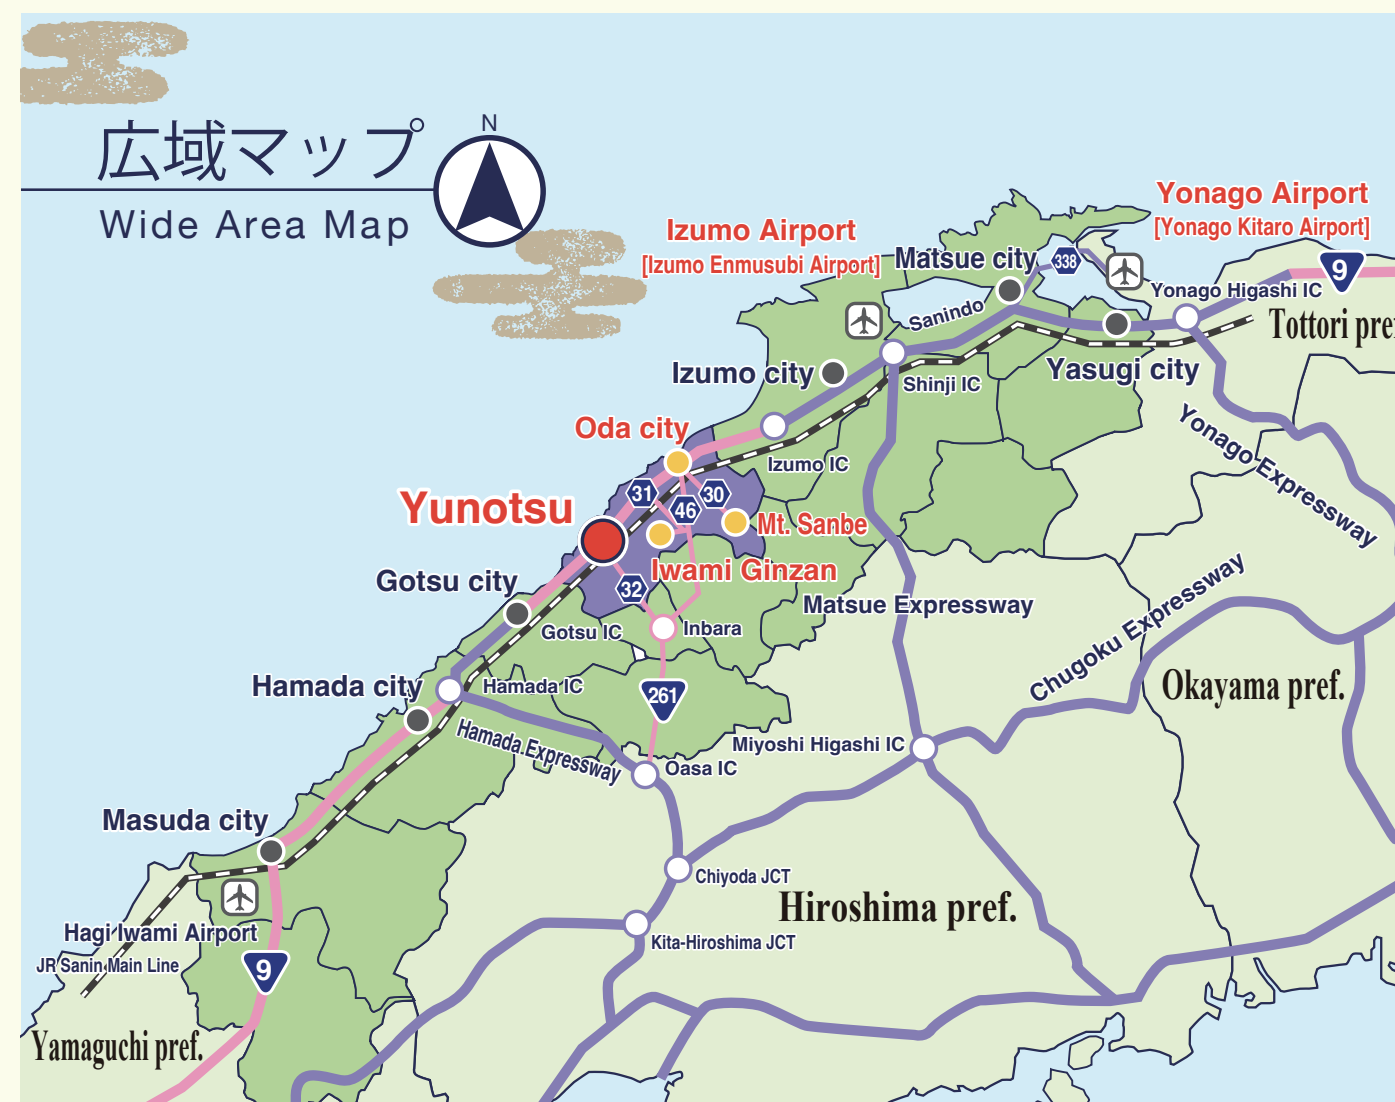 広域マップ
Wide Area Map
N
Yonago Airport
[Yonago Kitaro Airport]
Izumo Airport
[Izumo Enmusubi Airport]
Matsue city
338
9
Yonago Higashi IC
Sanindo
Tottori pre
Izumo city
Shinji IC
Yasugi city
Oda city
Izumo IC
Yonago Expressway
Yunotsu
31
30
46
Mt. Sanbe
Iwami Ginzan
Gotsu city
32
Matsue Expressway
Chugoku Expressway
Gotsu IC
Inbara
Hamada city
Hamada IC
261
Okayama pref.
Hamada Expressway
Miyoshi Higashi IC
Oasa IC
Masuda city
Chiyoda JCT
Hiroshima pref.
Hagi Iwami Airport
Kita-Hiroshima JCT
JR Sanin Main Line
9
Yamaguchi pref.